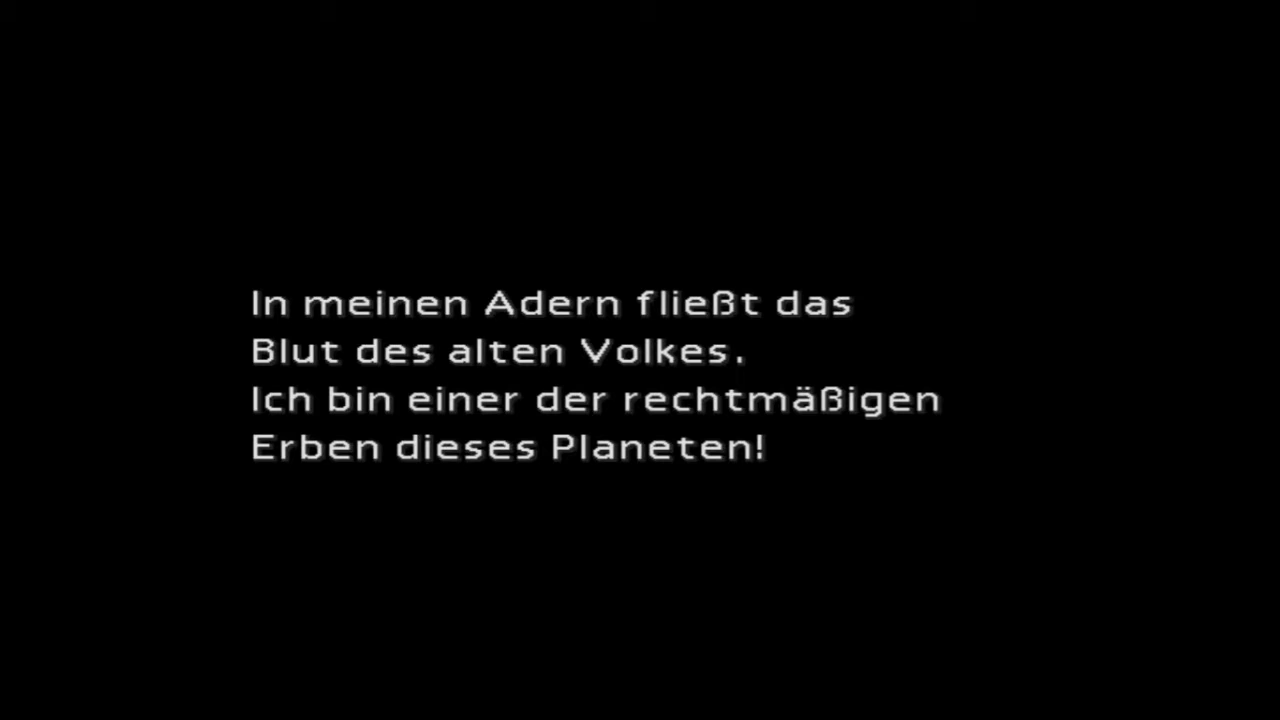 In meinen Adern fließt das
Blut des alten Volkes.
Ich bin einer der rechtmäßigen
Erben dieses Planeten!